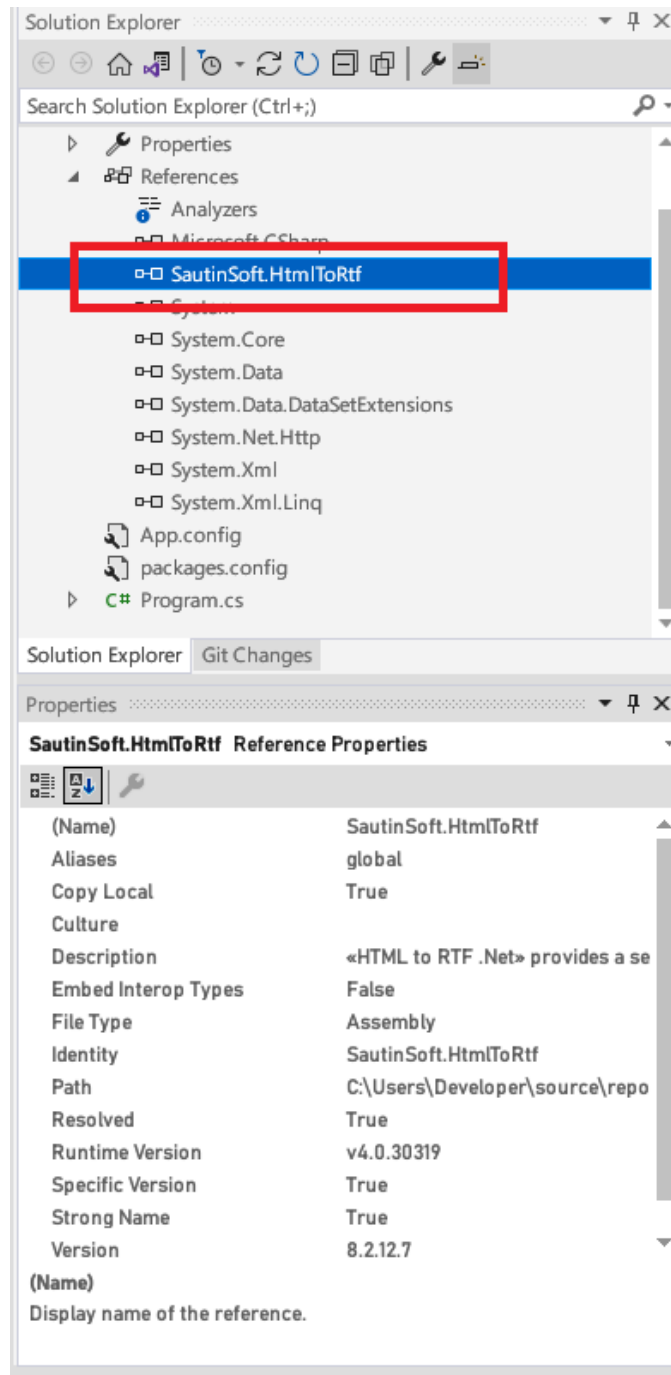 Solution Explorer
Search Solution Explorer (Ctrl+;)
Properties
References
Analyzers
Microsoft.CSharp
SautinSoft.HtmlToRtf
System
System.Core
System.Data
System.Data.DataSetExtensions
System.Net.Http
System.Xml
System.Xml.Linq
App.config
packages.config
C# Program.cs
Solution Explorer Git Changes
Properties
SautinSoft.HtmlToRtf Reference Properties
(Name) SautinSoft.HtmlToRtf
Aliases global
Copy Local True
Culture
Description «HTML to RTF .Net» provides a se
Embed Interop Types False
File Type Assembly
Identity SautinSoft.HtmlToRtf
Path C:\Users\Developer\source\repo
Resolved True
Runtime Version v4.0.30319
Specific Version True
Strong Name True
Version 8.2.12.7
(Name)
Display name of the reference.